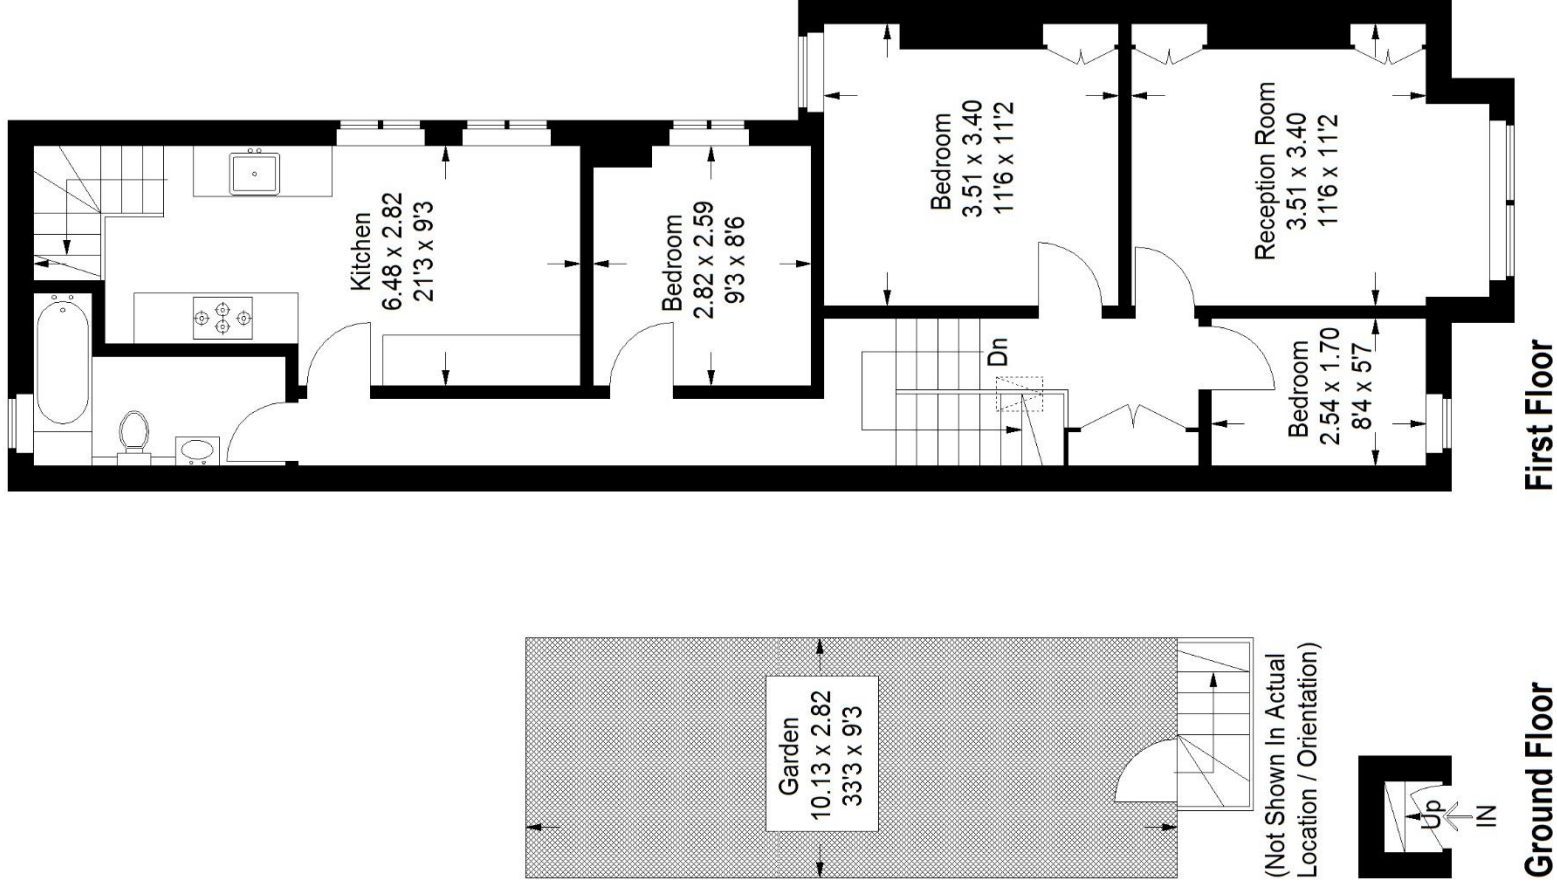 Kitchen
6.48 x 2.82
21'3 x 9'3
Bedroom
2.82 x 2.59
9'3 x 8'6
Bedroom
3.51 x 3.40
11'6 x 11'2
Reception Room
3.51 x 3.40
11'6 x 11'2
Dn
Bedroom
2.54 x 1.70
8'4 x 5'7
First Floor
Garden
10.13 x 2.82
33'3 x 9'3
(Not Shown In Actual
Location / Orientation)
Up
IN
Ground Floor